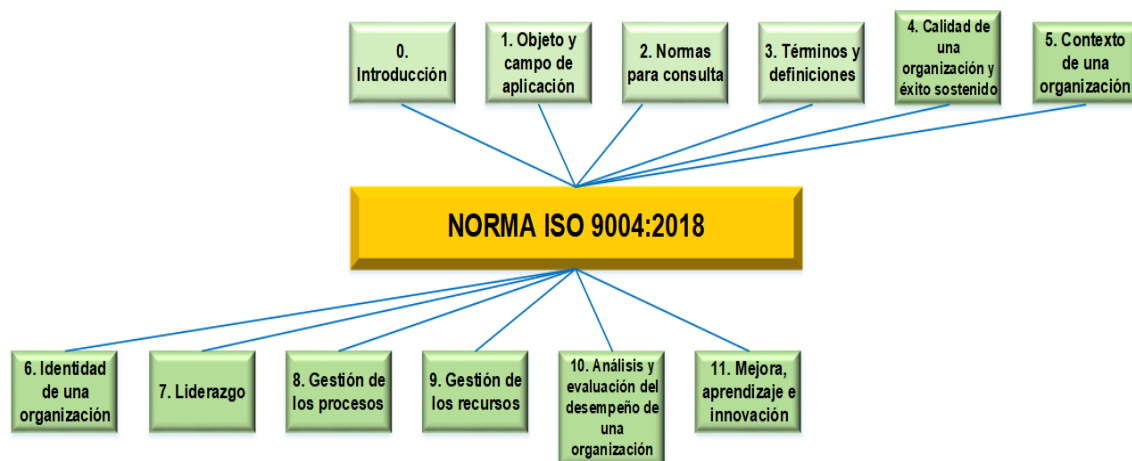 0.
Introducción
1. Objeto y
campo de
aplicación
2. Normas
para consulta
3. Términos y
definiciones
4. Calidad de
una
organización y
éxito sostenido
5. Contexto
de una
organización
NORMA ISO 9004:2018
6. Identidad
de una
organización
7. Liderazgo
8. Gestión de
los procesos
9. Gestión de
los recursos
10. Análisis y
evaluación del
desempeño de
una
organización
11. Mejora,
aprendizaje e
innovación